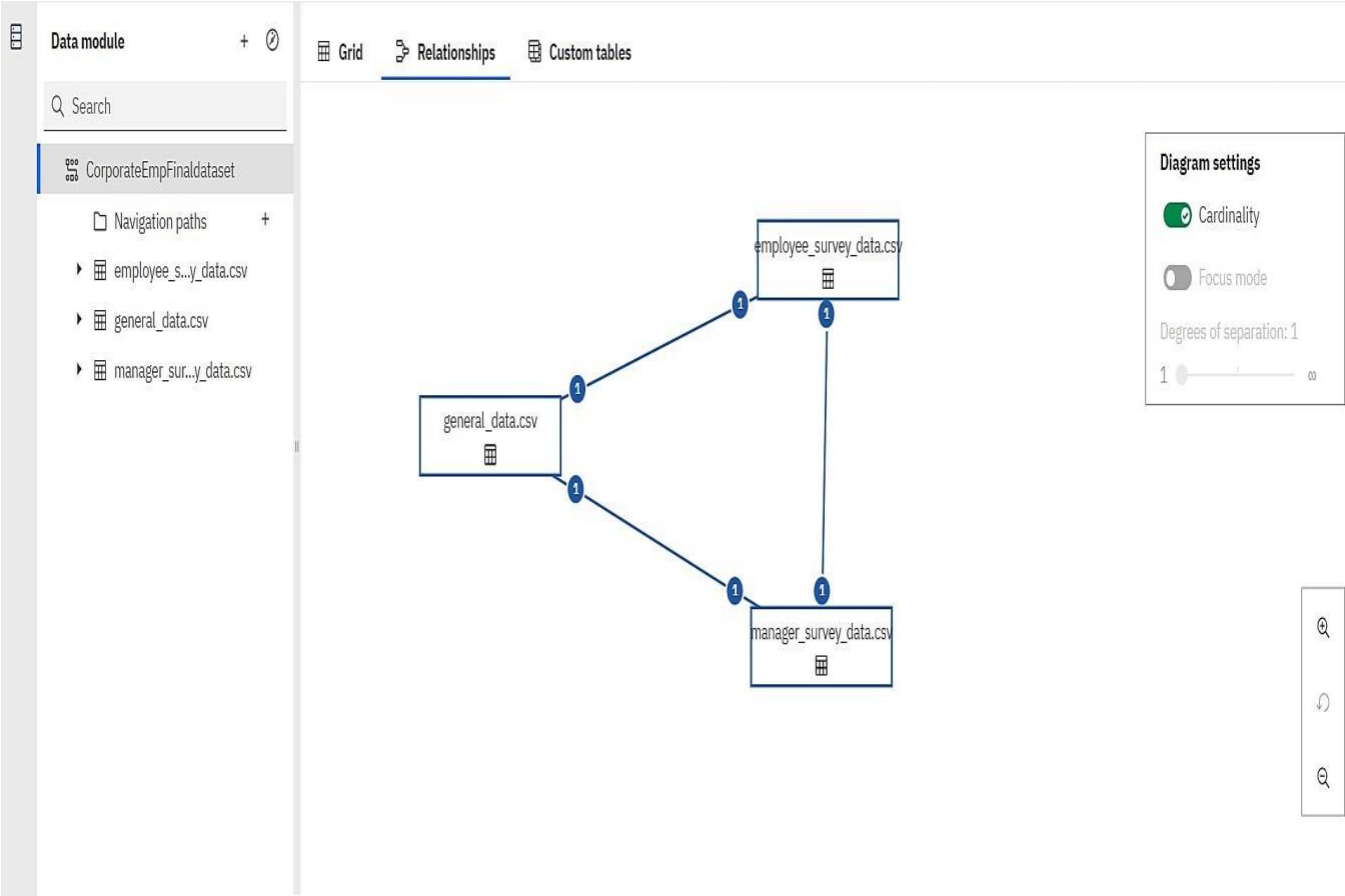 Data module
Search
CorporateEmpFinaldataset
Navigation paths
employee_s...y_data.csv
general_data.csv
manager_sur...y_data.csv
Grid
Relationships
Custom tables
employee_survey_data.csv
1
1
1
general_data.csv
1
1
1
manager_survey_data.csv
Diagram settings
Cardinality
Focus mode
Degrees of separation: 1
1 ∞